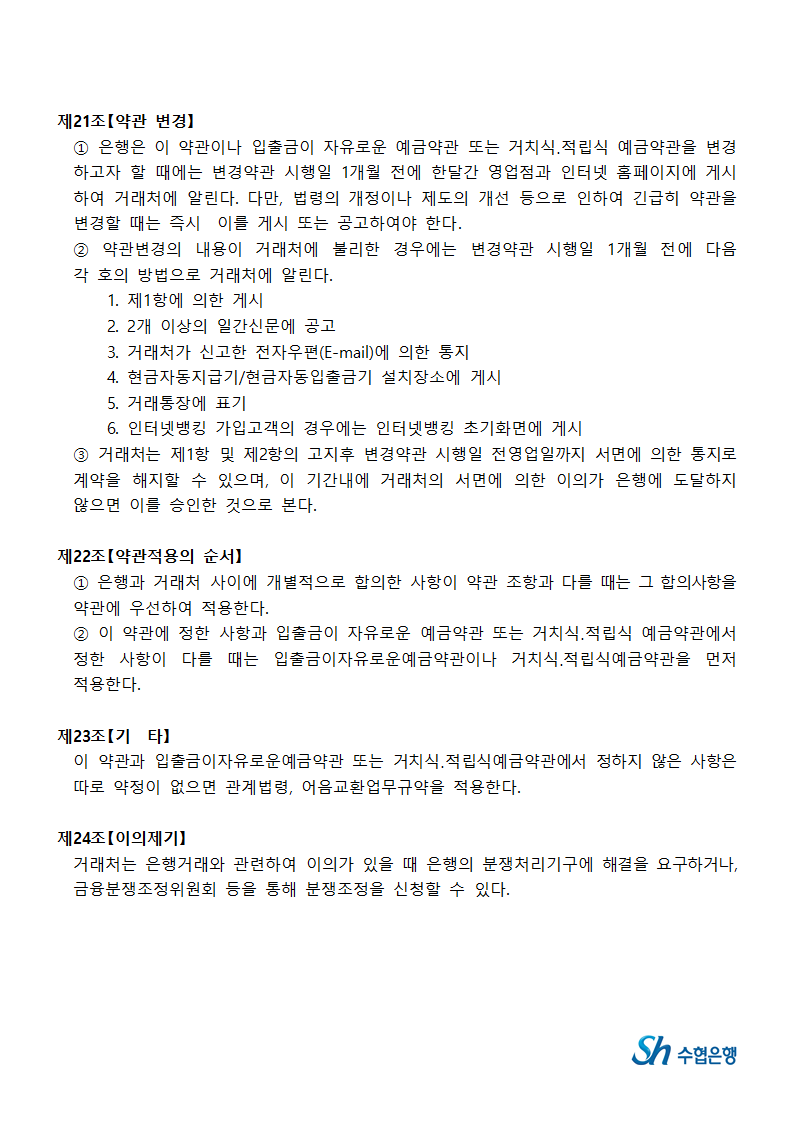 제21조【약관 변경】
① 은행은 이 약관이나 입출금이 자유로운 예금약관 또는 거치식.적립식 예금약관을 변경
하고자 할 때에는 변경약관 시행일 1개월 전에 한달간 영업점과 인터넷 홈페이지에 게시
하여 거래처에 알린다. 다만, 법령의 개정이나 제도의 개선 등으로 인하여 긴급히 약관을
변경할 때는 즉시 이를 게시 또는 공고하여야 한다.
② 약관변경의 내용이 거래처에 불리한 경우에는 변경약관 시행일 1개월 전에 다음
각 호의 방법으로 거래처에 알린다.
1. 제1항에 의한 게시
2. 2개 이상의 일간신문에 공고
3. 거래처가 신고한 전자우편(E-mail)에 의한 통지
4. 현금자동지급기/현금자동입출금기 설치장소에 게시
5. 거래통장에 표기
6. 인터넷뱅킹 가입고객의 경우에는 인터넷뱅킹 초기화면에 게시
③ 거래처는 제1항 및 제2항의 고지후 변경약관 시행일 전영업일까지 서면에 의한 통지로
계약을 해지할 수 있으며, 이 기간내에 거래처의 서면에 의한 이의가 은행에 도달하지
않으면 이를 승인한 것으로 본다.
제22조【약관적용의 순서】
① 은행과 거래처 사이에 개별적으로 합의한 사항이 약관 조항과 다를 때는 그 합의사항을
약관에 우선하여 적용한다.
② 이 약관에 정한 사항과 입출금이 자유로운 예금약관 또는 거치식.적립식 예금약관에서
정한 사항이 다를 때는 입출금이자유로운예금약관이나 거치식.적립식예금약관을 먼저
적용한다.
제23조【기 타】
이 약관과 입출금이자유로운예금약관 또는 거치식.적립식예금약관에서 정하지 않은 사항은
따로 약정이 없으면 관계법령, 어음교환업무규약을 적용한다.
제24조【이의제기】
거래처는 은행거래와 관련하여 이의가 있을 때 은행의 분쟁처리기구에 해결을 요구하거나,
금융분쟁조정위원회 등을 통해 분쟁조정을 신청할 수 있다.
Sh 수협은행